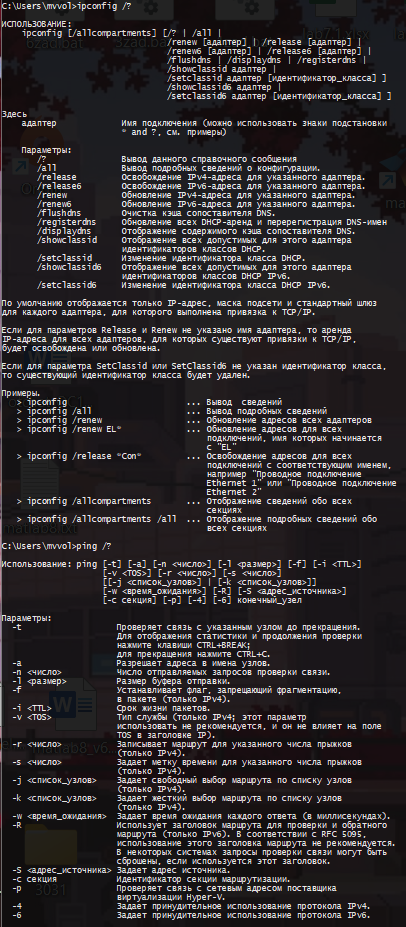 C:\Users\mvvol>ipconfig /?
ИСПОЛЬЗОВАНИЕ:
ipconfig [/allcompartments] [/? | /all |
/renew [адаптер] | /release [адаптер] |
/renew6 [адаптер] | /release6 [адаптер] |
/flushdns | /displaydns | /registerdns |
/showclassid адаптер |
/setclassid адаптер [идентификатор_класса] ]
/showclassid6 адаптер |
/setclassid6 адаптер [идентификатор_класса] ]
Здесь
адаптер Имя подключения (можно использовать знаки подстановки
* and ?, см. примеры)
Параметры:
/? Вывод данного справочного сообщения
/all Вывод подробных сведений о конфигурации.
/release Освобождение IPv4-адреса для указанного адаптера.
/release6 Освобождение IPv6-адреса для указанного адаптера.
/renew Обновление IPv4-адреса для указанного адаптера.
/renew6 Обновление IPv6-адреса для указанного адаптера.
/flushdns Очистка кэша сопоставителя DNS.
/registerdns Обновление всех DHCP-аренд и перерегистрация DNS-имен
/displaydns Отображение содержимого кэша сопоставителя DNS.
/showclassid Отображение всех допустимых для этого адаптера
идентификаторов классов DHCP.
/setclassid Изменение идентификатора класса DHCP.
/showclassid6 Отображение всех допустимых для этого адаптера
идентификаторов классов DHCP IPv6.
/setclassid6 Изменение идентификатора класса DHCP IPv6.
По умолчанию отображается только IP-адрес, маска подсети и стандартный шлюз
для каждого адаптера, для которого выполнена привязка к TCP/IP.
Если для параметров Release и Renew не указано имя адаптера, то аренда
IP-адреса для всех адаптеров, для которых существуют привязки к TCP/IP,
будет освобождена или обновлена.
Если для параметров SetClassid или SetClassid6 не указан идентификатор класса,
то существующий идентификатор класса будет удален.
Примеры.
> ipconfig ... Вывод сведений
> ipconfig /all ... Вывод подробных сведений
> ipconfig /renew ... Обновление адресов всех адаптеров
> ipconfig /renew EL* ... Обновление адресов для всех
подключений, имя которых начинается
с "EL"
> ipconfig /release *Con* ... Освобождение адресов для всех
подключений с соответствующим именем,
например "Проводное подключение
Ethernet 1" или "Проводное подключение
Ethernet 2"
> ipconfig /allcompartments ... Отображение сведений обо всех
секциях
> ipconfig /allcompartments /all ... Отображение подробных сведений обо
всех секциях
C:\Users\mvvol>ping /?
Использование: ping [-t] [-a] [-n <число>] [-l <размер>] [-f] [-i <TTL>]
[-v <TOS>] [-r <число>] [-s <число>]
[[-j <список_узлов>] | [-k <список_узлов>]]
[-w <время_ожидания>] [-R] [-S <адрес_источника>]
[-c секция] [-p] [-4] [-6] конечный_узел
Параметры:
-t Проверяет связь с указанным узлом до прекращения.
Для отображения статистики и продолжения проверки
нажмите клавиши CTRL+BREAK;
для прекращения нажмите CTRL+C.
-a Разрешает адреса в имена узлов.
-n <число> Число отправляемых запросов проверки связи.
-l <размер> Размер буфера отправки.
-f Устанавливает флаг, запрещающий фрагментацию,
в пакете (только IPv4).
-i <TTL> Срок жизни пакетов.
-v <TOS> Тип службы (только IPv4; этот параметр
использовать не рекомендуется, и он не влияет на поле
TOS в заголовке IP).
-r <число> Записывает маршрут для указанного числа прыжков
(только IPv4).
-s <число> Задает метку времени для указанного числа прыжков
(только IPv4).
-j <список_узлов> Задает свободный выбор маршрута по списку узлов
(только IPv4).
-k <список_узлов> Задает жесткий выбор маршрута по списку узлов
(только IPv4).
-w <время_ожидания> Задает время ожидания каждого ответа (в миллисекундах).
-R Использует заголовок маршрута для проверки и обратного
маршрута (только IPv6). В соответствии с RFC 5095,
использование этого заголовка маршрута не рекомендуется.
В некоторых системах запросы проверки связи могут быть
сброшены, если используется этот заголовок.
-S <адрес_источника> Задает адрес источника.
-c секция Идентификатор секции маршрутизации.
-p Проверяет связь с сетевым адресом поставщика
виртуализации Hyper-V.
-4 Задает принудительное использование протокола IPv4.
-6 Задает принудительное использование протокола IPv6.
3031